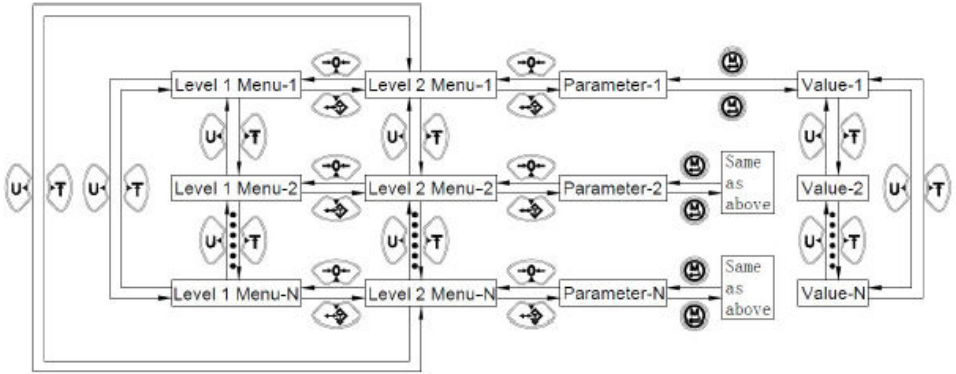 Level 1 Menu-1
Level 2 Menu-1
Parameter-1
Value-1
Level 1 Menu-2
Level 2 Menu-2
Parameter-2
Same
as
above
Value-2
Level 1 Menu-N
Level 2 Menu-N
Parameter-N
Same
as
above
Value-N